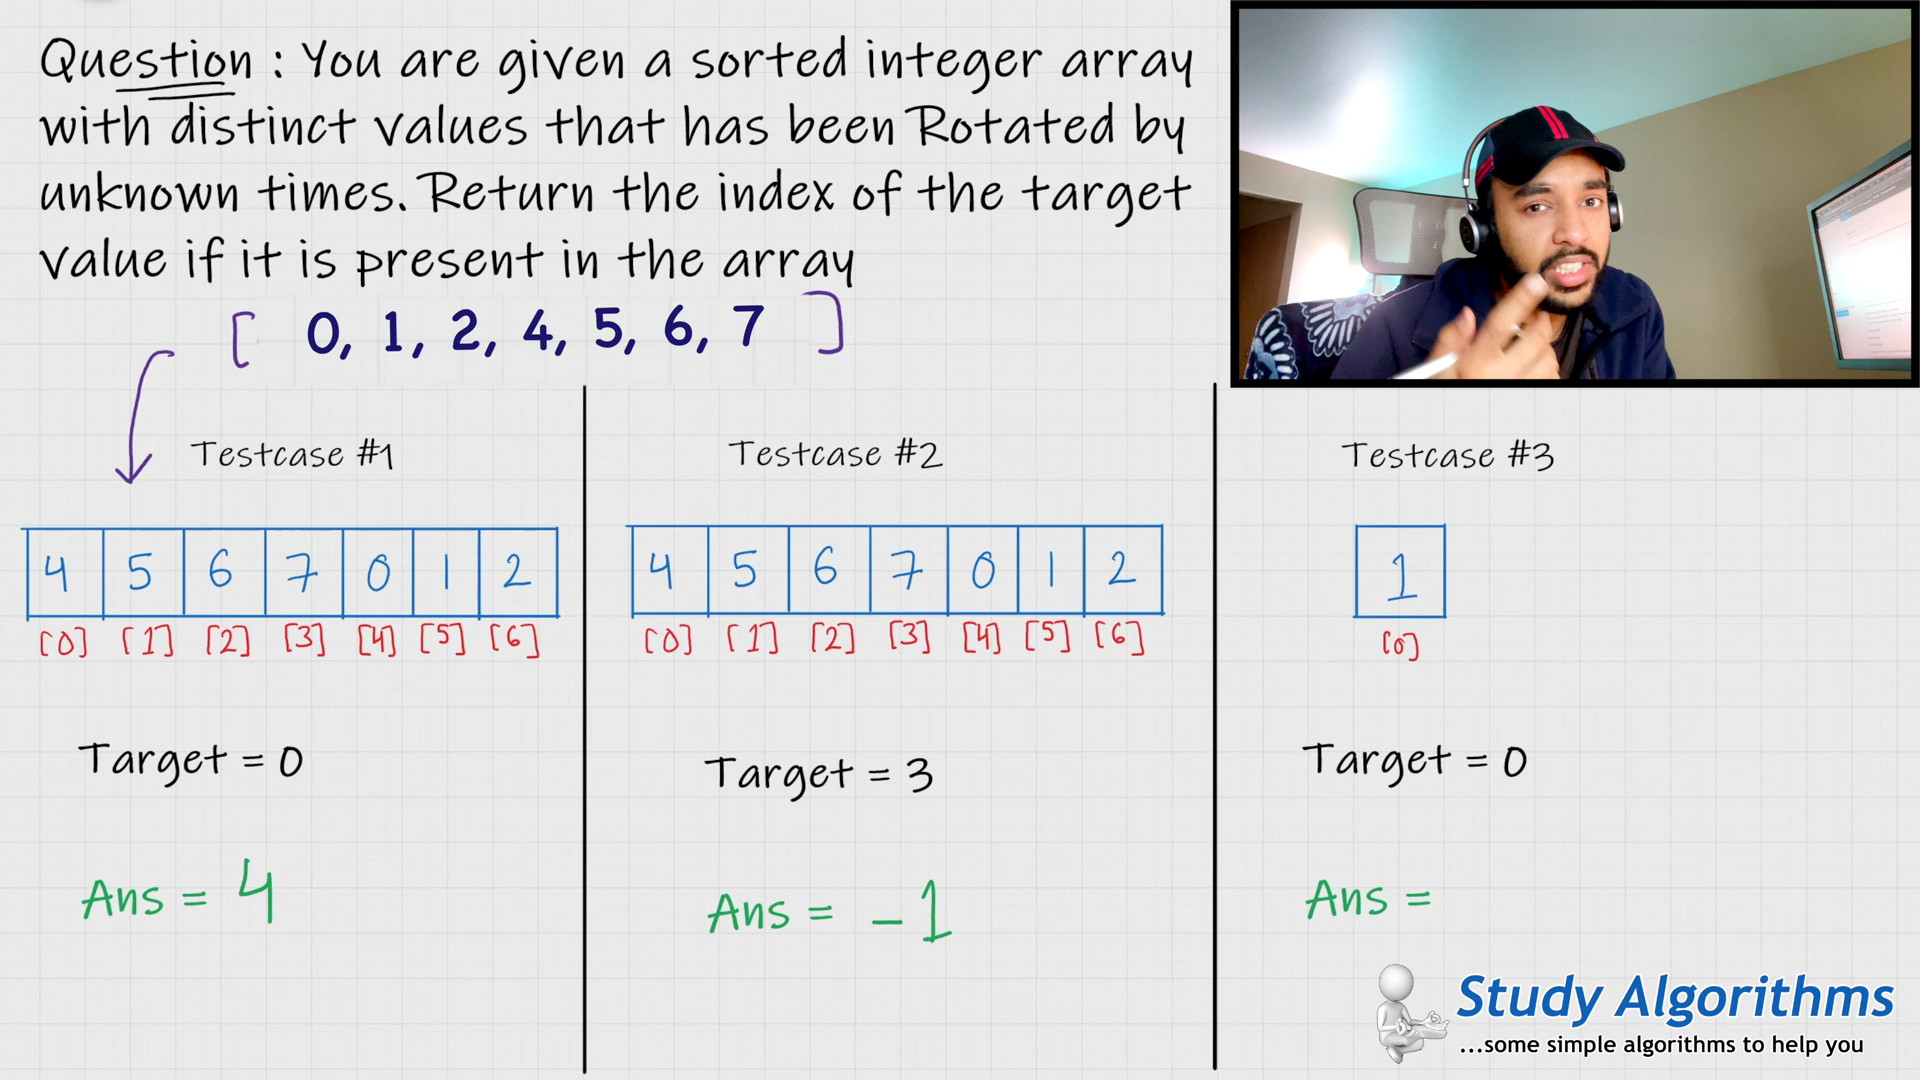 Question : You are given a sorted integer array
with distinct values that has been Rotated by
unknown times. Return the index of the target
value if it is present in the array
[ 0, 1, 2, 4, 5, 6, 7 ]
Testcase #1
4 5 6 7 0 1 2
[0] [1] [2] [3] [4] [5] [6]
Target = 0
Ans = 4
Testcase #2
4 5 6 7 0 1 2
[0] [1] [2] [3] [4] [5] [6]
Target = 3
Ans = -1
Testcase #3
1
[0]
Target = 0
Ans =
Study Algorithms
...some simple algorithms to help you